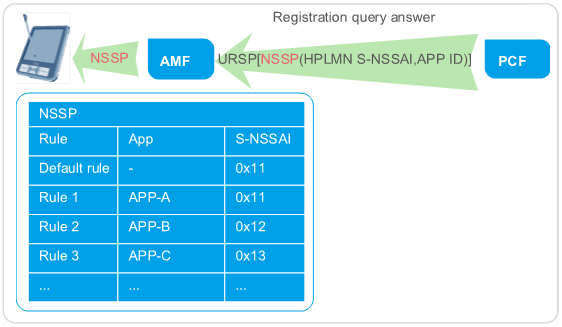 Registration query answer
NSSP
AMF
URSP[NSSP(HPLMN S-NSSAI,APP ID)]
PCF
NSSP
Rule App S-NSSAI
Default rule - 0x11
Rule 1 APP-A 0x11
Rule 2 APP-B 0x12
Rule 3 APP-C 0x13
... ... ...